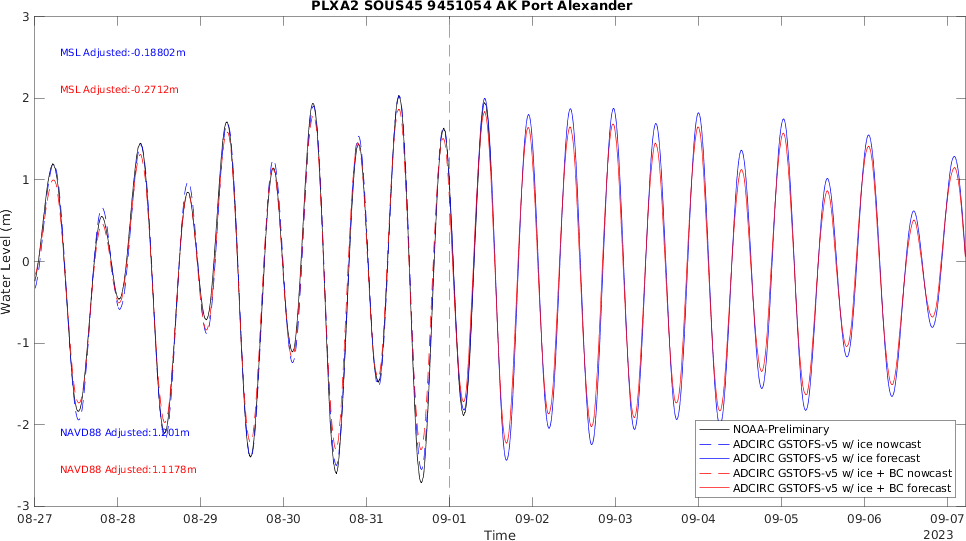 PLXA2 SOUS45 9451054 AK Port Alexander
3
2
1
0
-1
-2
-3
Water Level (m)
MSL Adjusted:-0.18802m
MSL Adjusted:-0.2712m
NAVD88 Adjusted:1.201m
NAVD88 Adjusted:1.1178m
NOAA-Preliminary
ADCIRC GSTOFS-v5 w/ ice nowcast
ADCIRC GSTOFS-v5 w/ ice forecast
ADCIRC GSTOFS-v5 w/ ice + BC nowcast
ADCIRC GSTOFS-v5 w/ ice + BC forecast
08-27 08-28 08-29 08-30 08-31 09-01 09-02 09-03 09-04 09-05 09-06 09-07
Time
2023